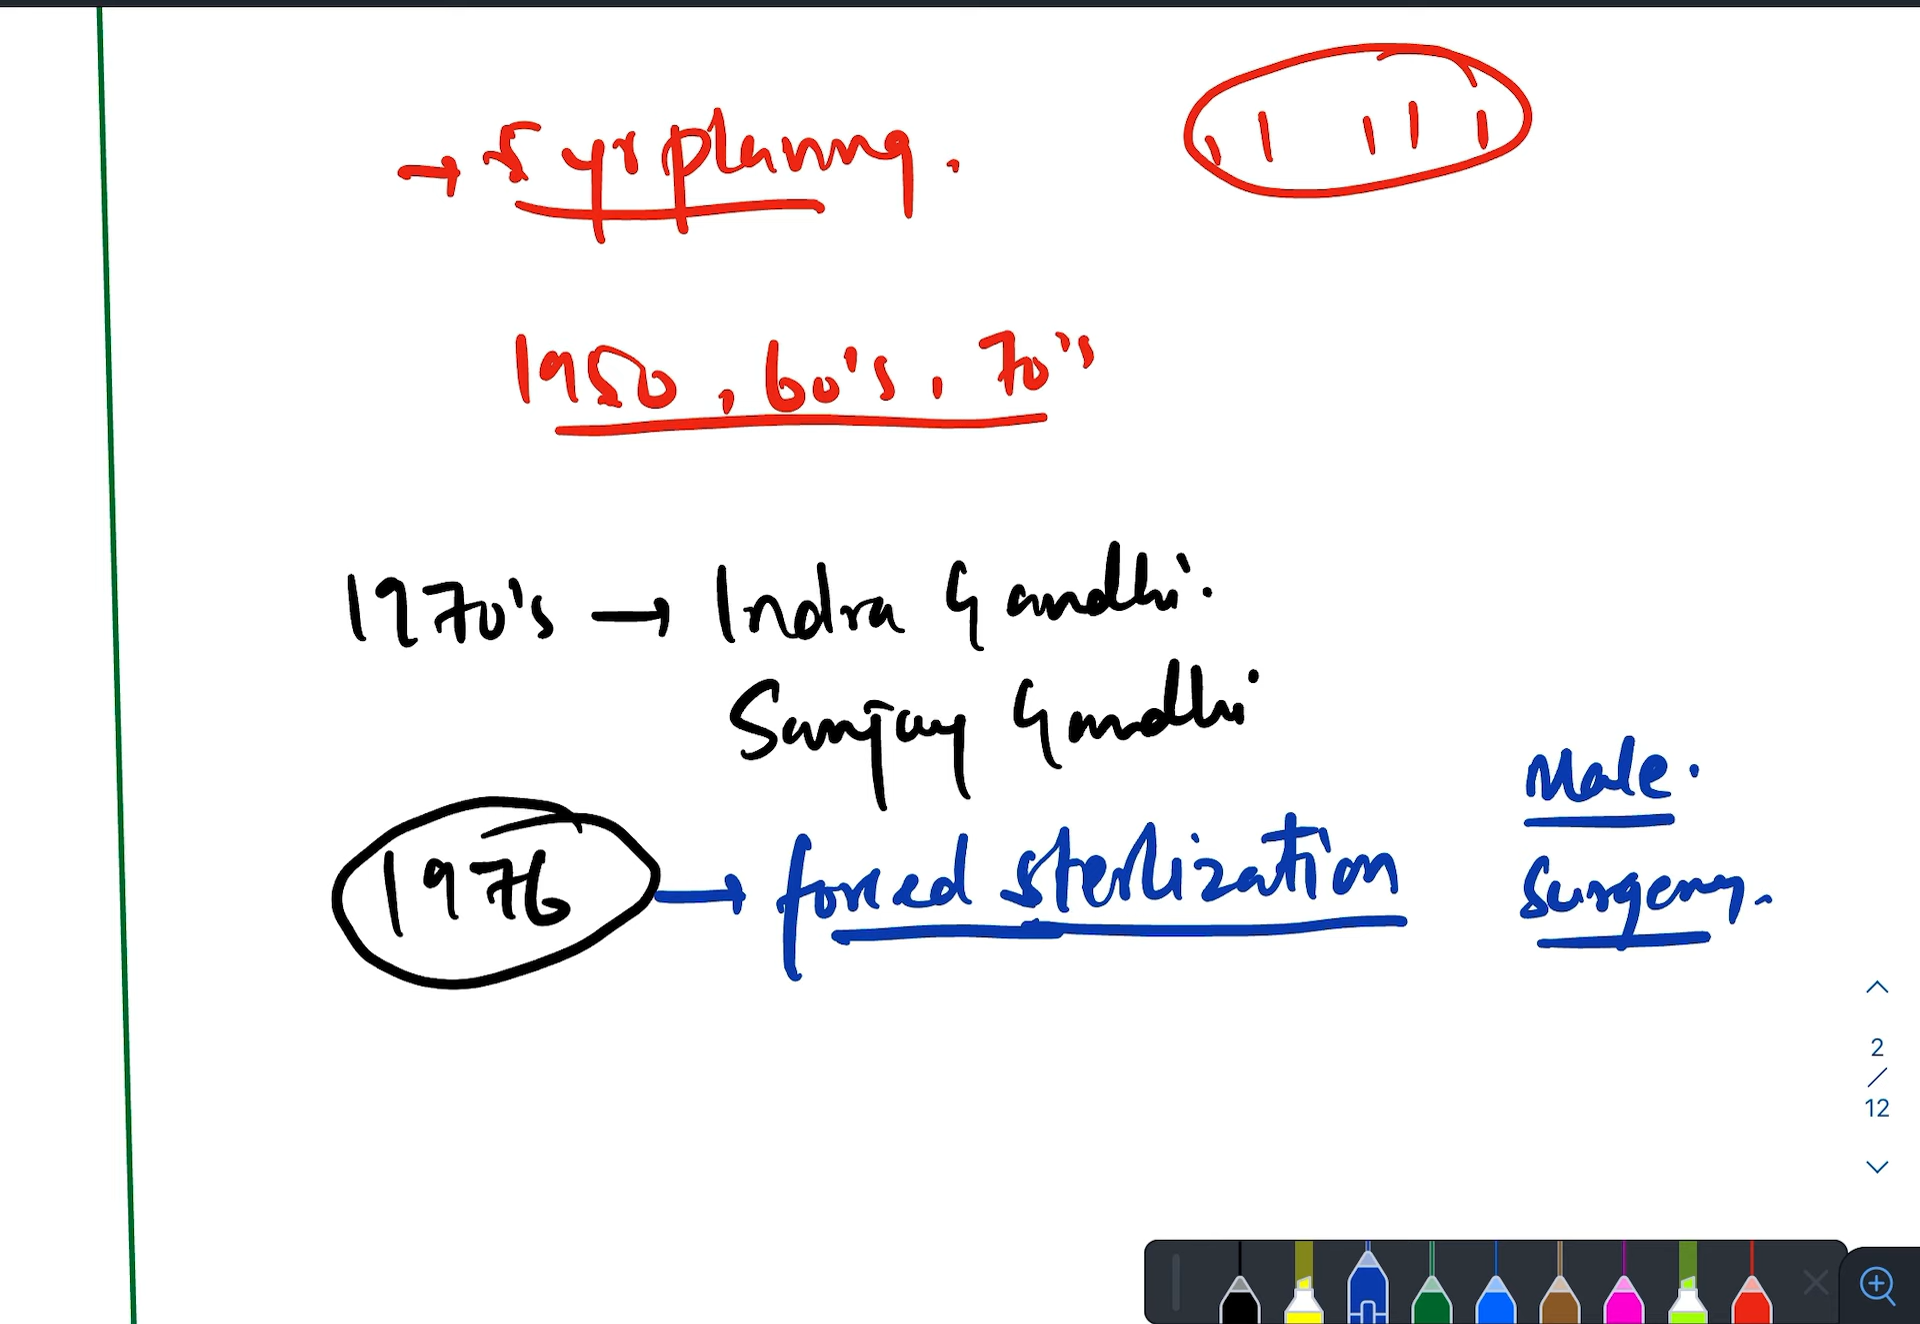 → 5 yr planning.
1950, 60's, 70's
1970's → Indra Gandhi.
Sanjay Gandhi
1976 → forced sterlization
Male.
Surgery.
2
/
12